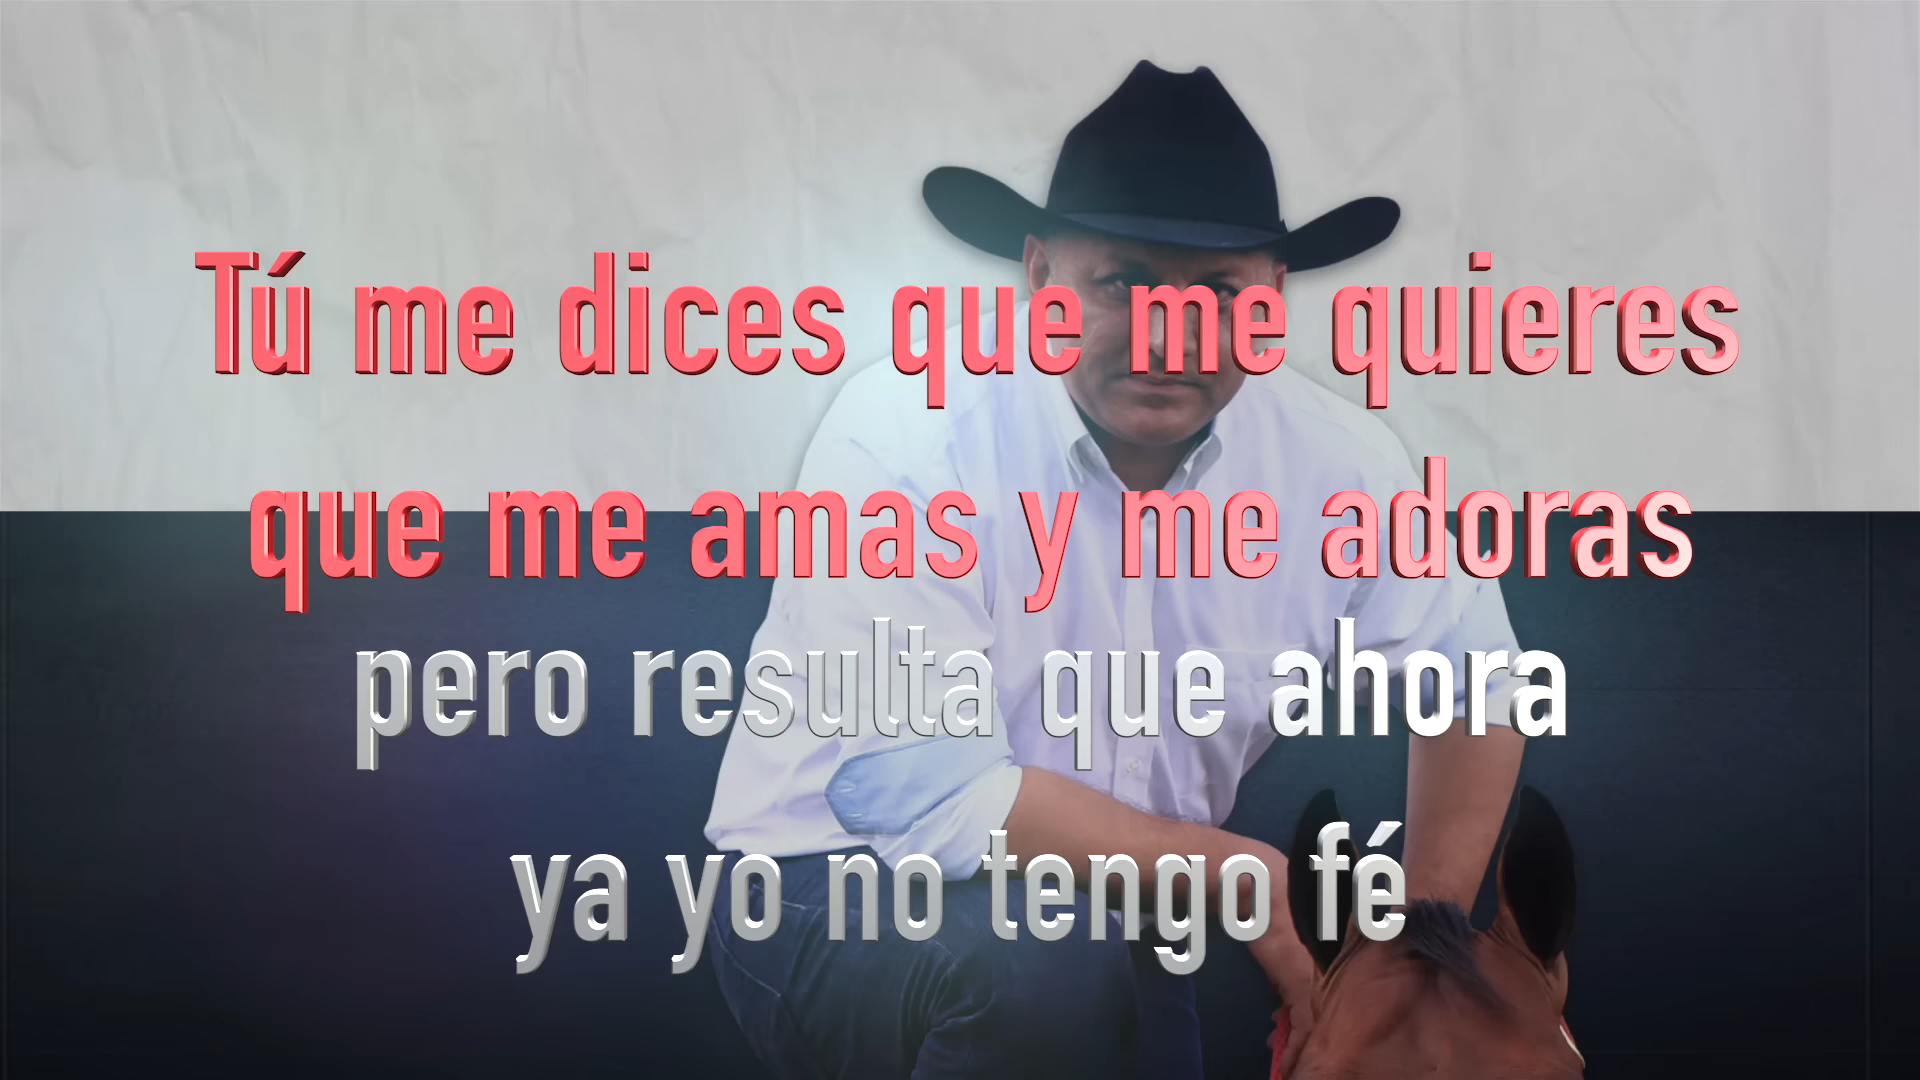 Tú me dices que me quieres
que me amas y me adoras
pero resulta que ahora
ya yo no tengo fé